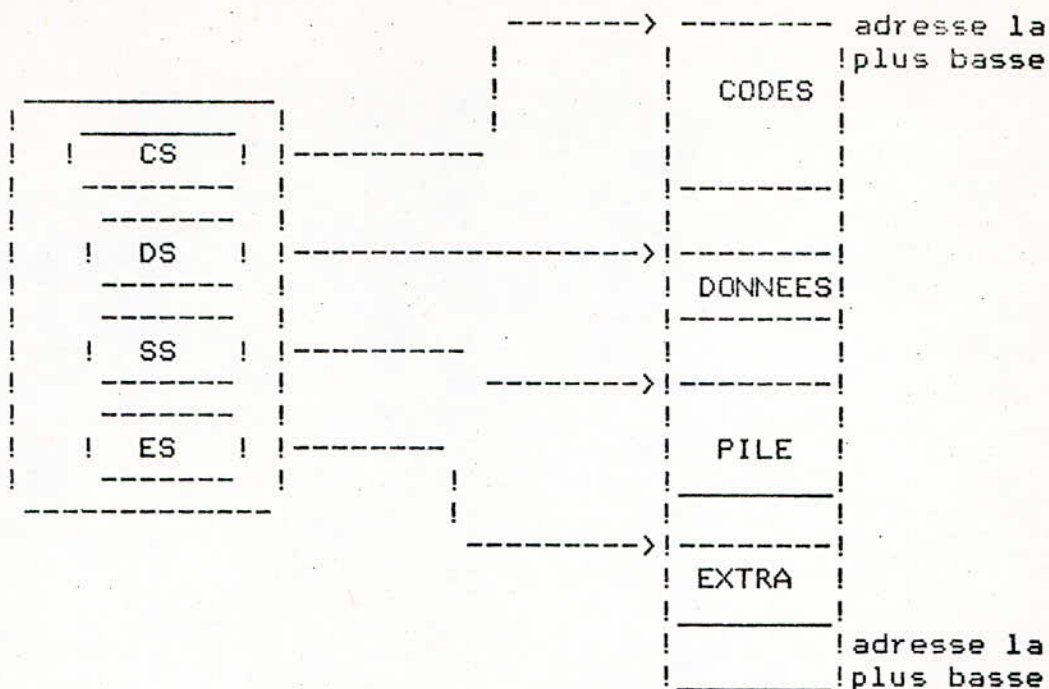 adresse la
plus basse
CODES
CS
DS
DONNEES
SS
ES
PILE
EXTRA
adresse la
plus basse